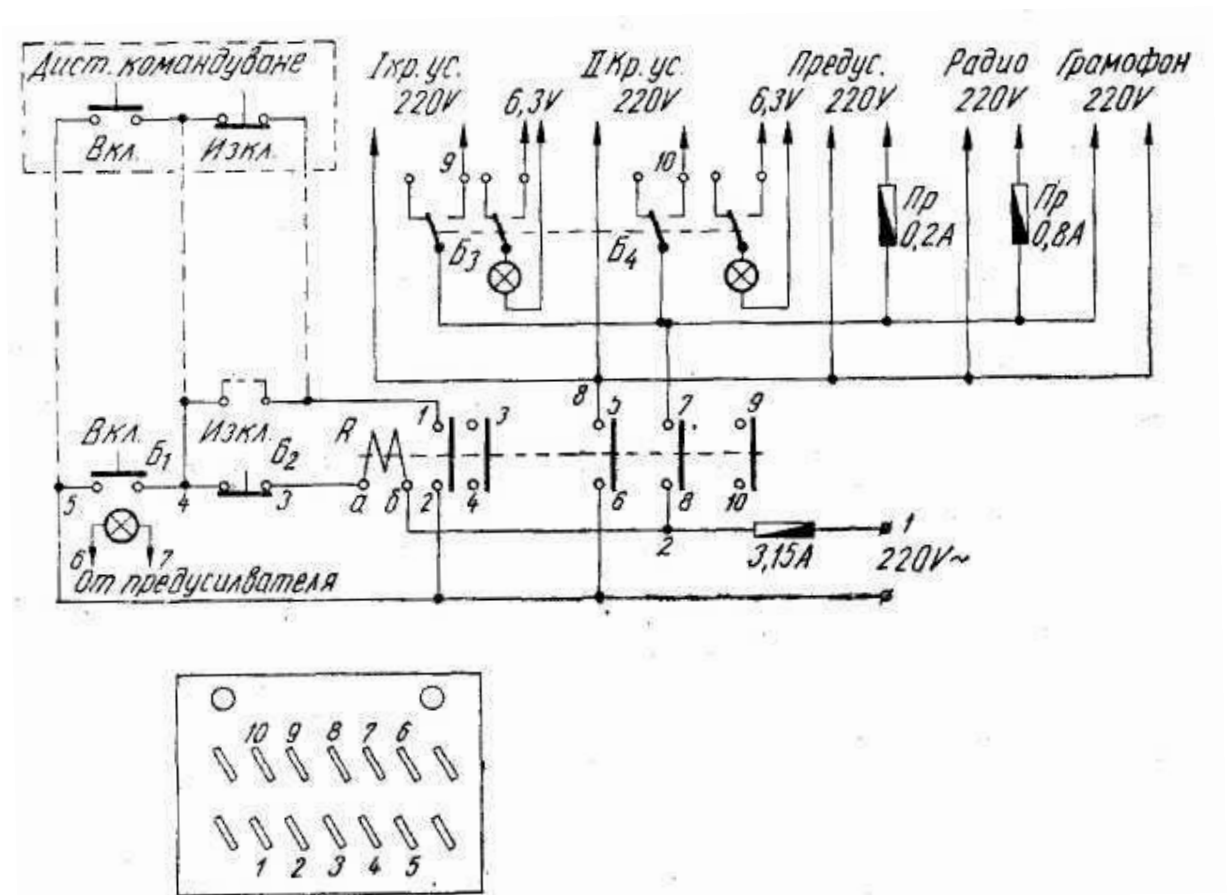 Дист. командуване
Вкл. Изкл.
I кр. ус. II Кр. ус. Предус. Радио Грамофон
220V 6,3V 220V 6,3V 220V 220V 220V
9 10
Б3 Б4
Пр Пр
0,2A 0,8A
8
1 3 5 7 9
Вкл. Изкл. R
Б1 Б2
5 4 3 а б 2 4 6 8 10
2 3,15A 1
220V~
6 7
От предусилвателя
10 9 8 7 6
1 2 3 4 5